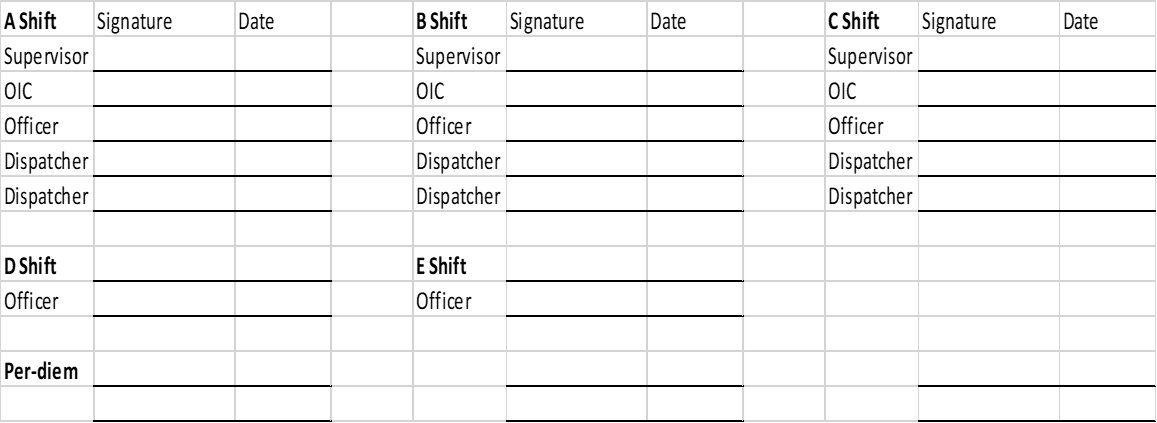 A Shift Signature Date B Shift Signature Date C Shift Signature Date
Supervisor Supervisor Supervisor
OIC OIC OIC
Officer Officer Officer
Dispatcher Dispatcher Dispatcher
Dispatcher Dispatcher Dispatcher
D Shift E Shift
Officer Officer
Per-diem